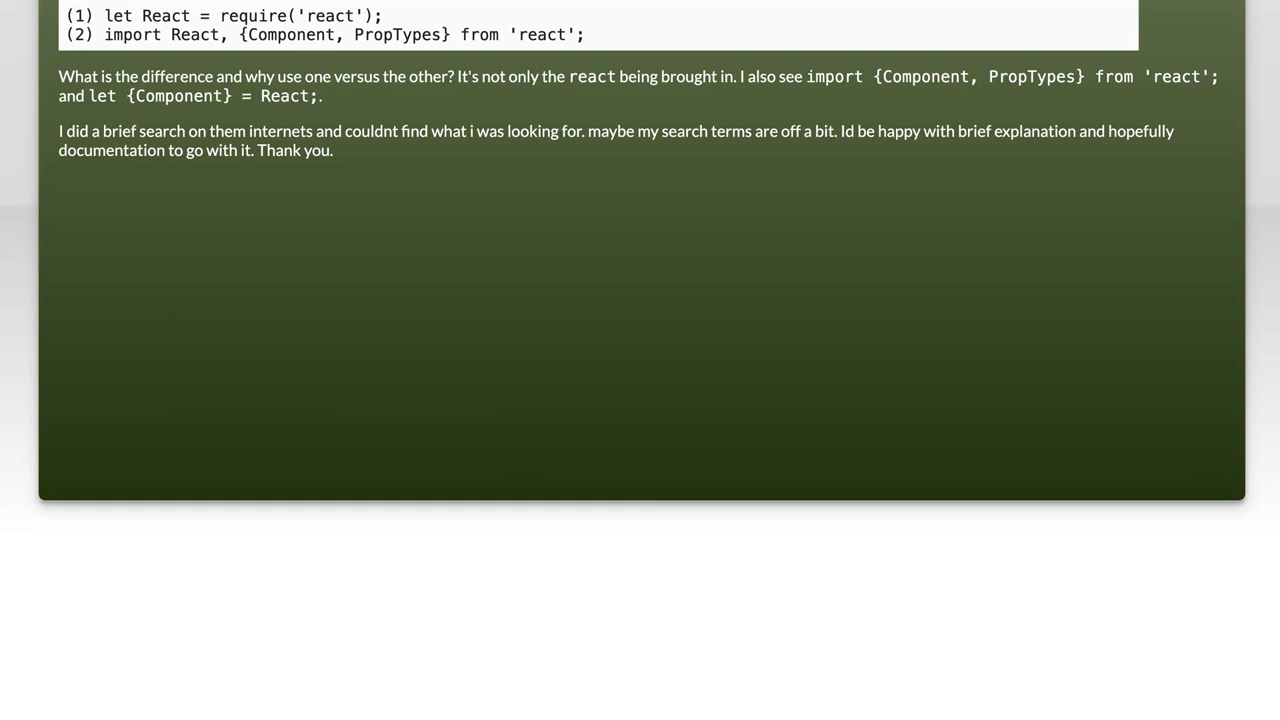 (1) let React = require('react');
(2) import React, {Component, PropTypes} from 'react';
What is the difference and why use one versus the other? It's not only the react being brought in. I also see import {Component, PropTypes} from 'react';
and let {Component} = React;.
I did a brief search on them internets and couldnt find what i was looking for. maybe my search terms are off a bit. Id be happy with brief explanation and hopefully
documentation to go with it. Thank you.